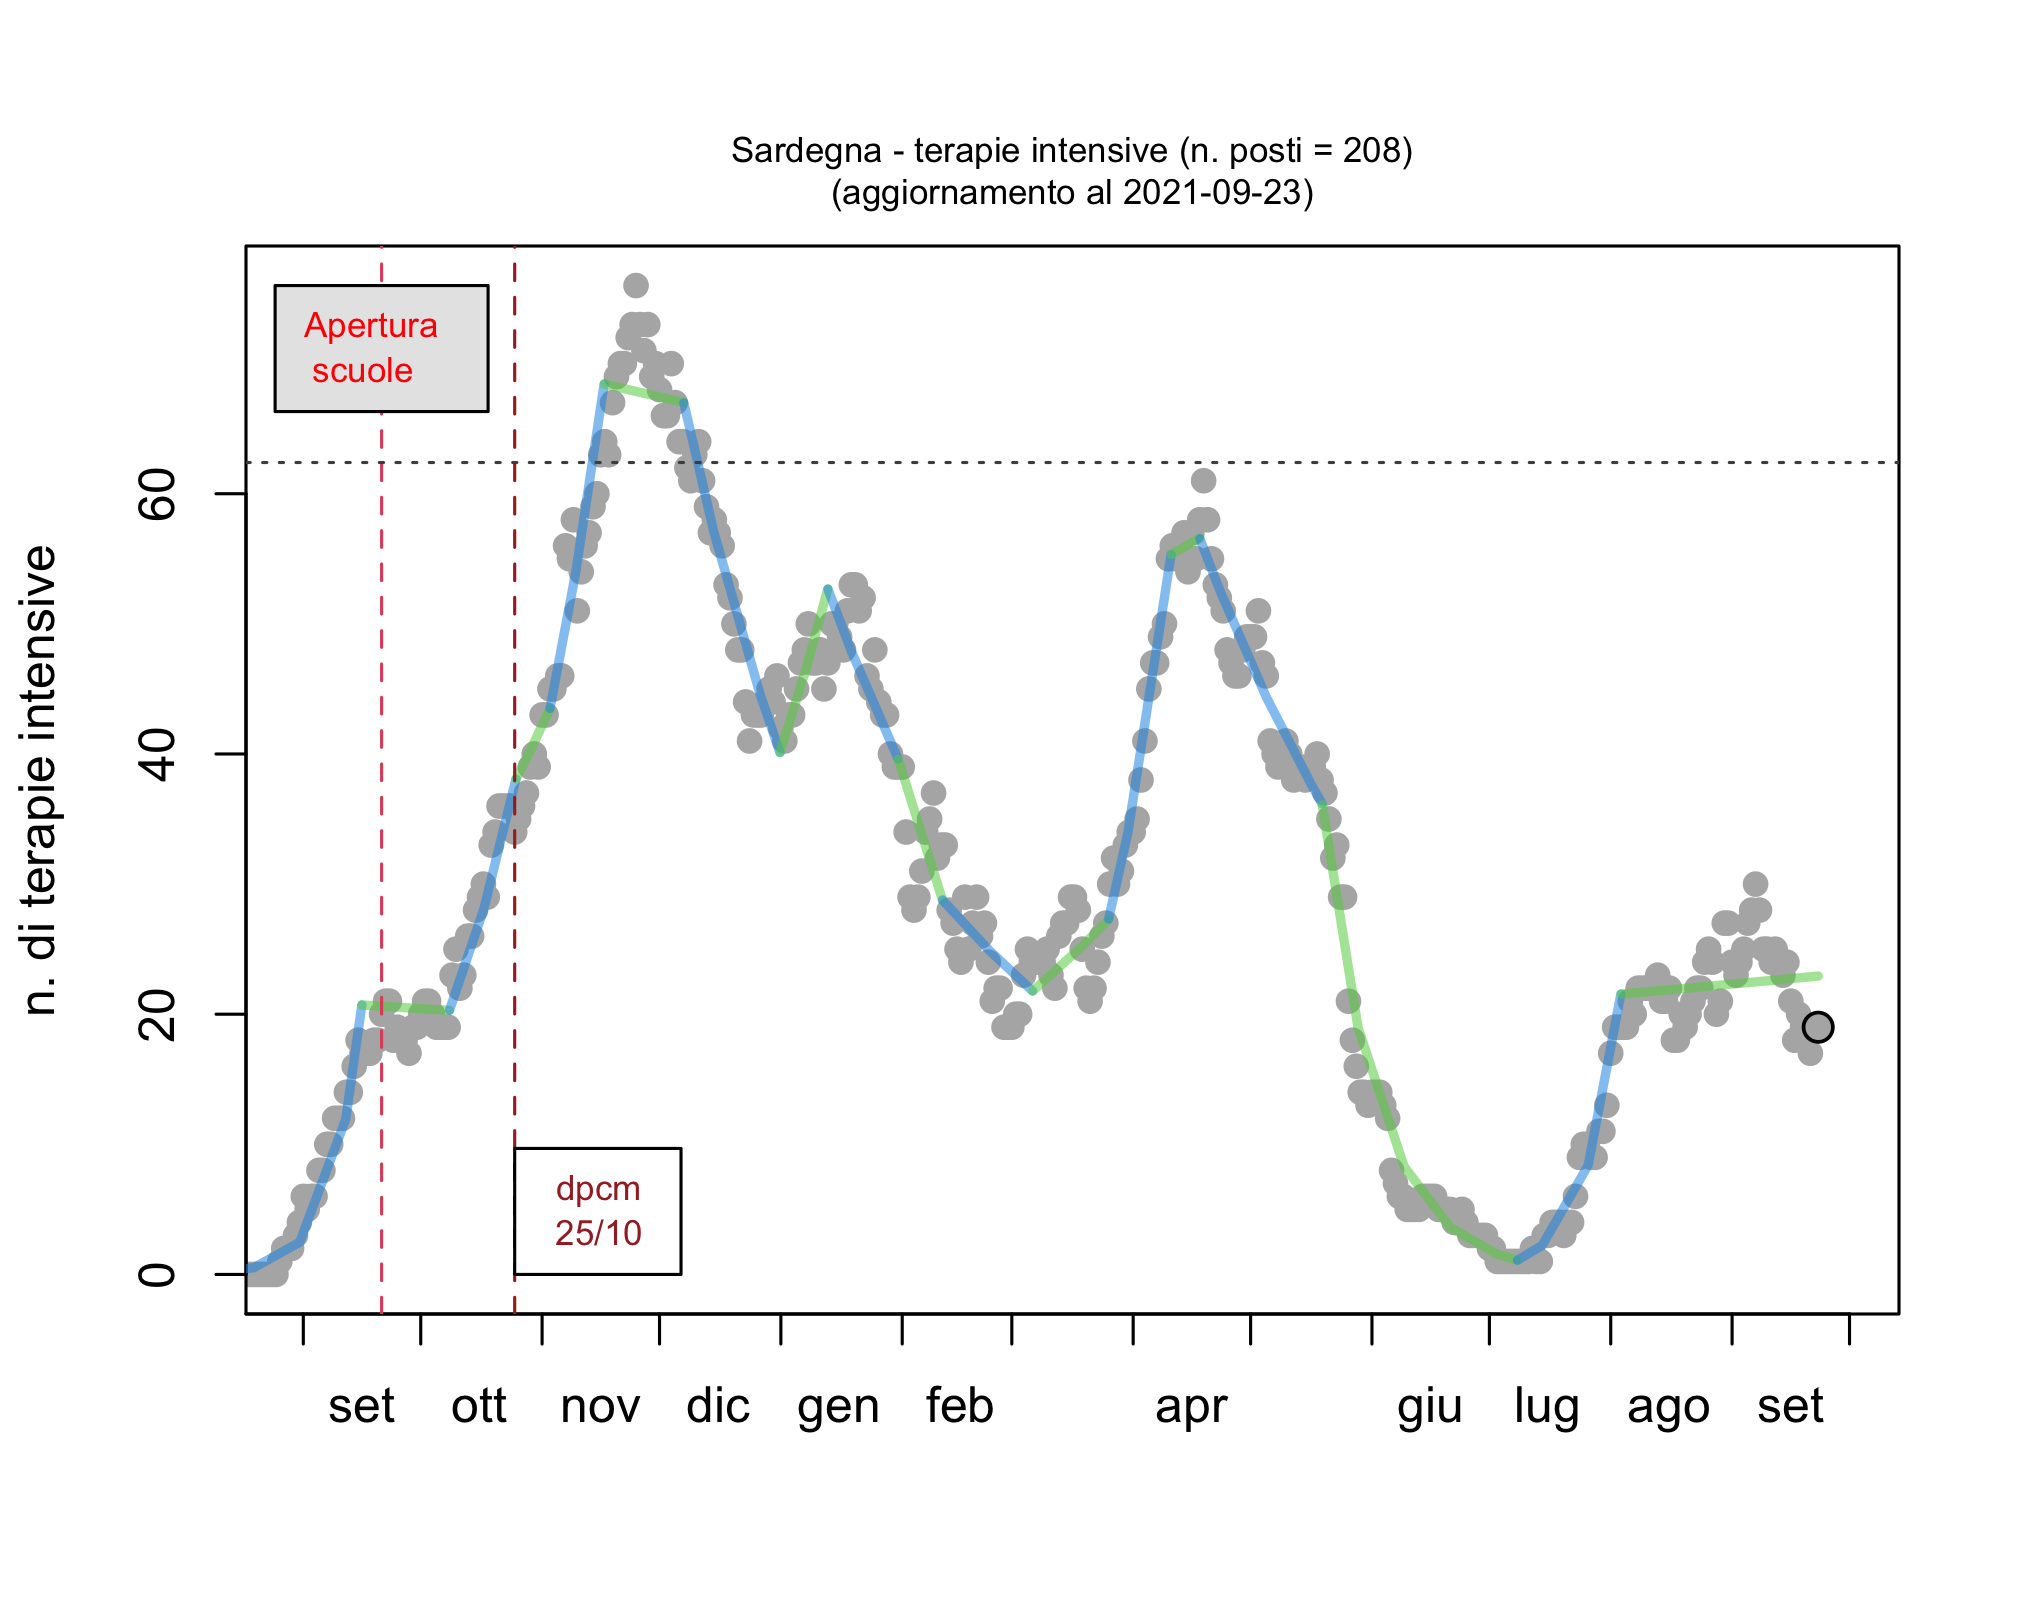 Sardegna - terapie intensive (n. posti = 208)
(aggiornamento al 2021-09-23)
n. di terapie intensive
60
40
20
0
Apertura
scuole
dpcm
25/10
set ott nov dic gen feb apr giu lug ago set